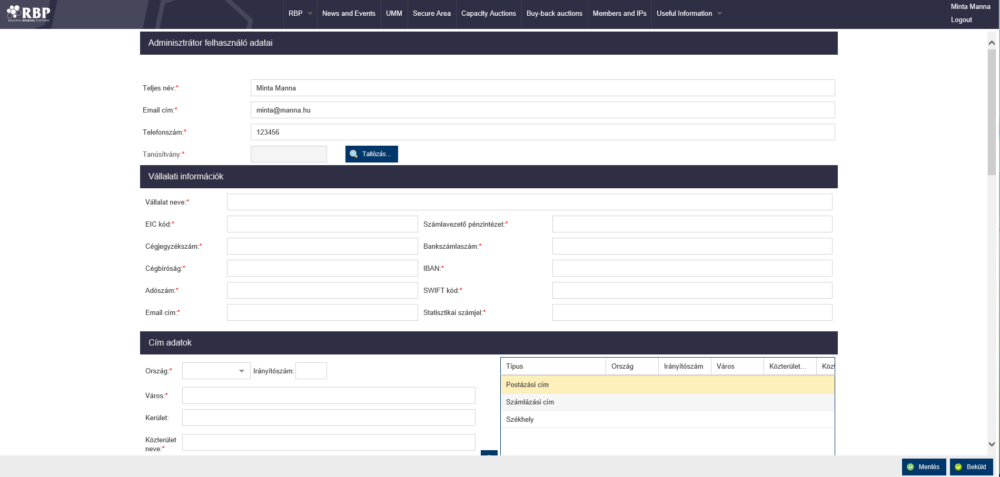 RBP
REGIONAL BOOKING PLATFORM
RBP News and Events UMM Secure Area Capacity Auctions Buy-back auctions Members and IPs Useful Information
Minta Manna
Logout
Adminisztrátor felhasználó adatai
Teljes név:* Minta Manna
Email cím:* minta@manna.hu
Telefonszám:* 123456
Tanúsítvány:* Tallózás...
Vállalati információk
Vállalat neve:*
EIC kód:* Számlavezető pénzintézet:*
Cégjegyzékszám:* Bankszámlaszám:*
Cégbíróság:* IBAN:*
Adószám:* SWIFT kód:*
Email cím:* Statisztikai számjel:*
Cím adatok
Ország:* Irányítószám:
Város:*
Kerület:
Közterület
neve:*
Típus Ország Irányítószám Város Közterület... Közt
Postázási cím
Számlázási cím
Székhely
Mentés Beküld